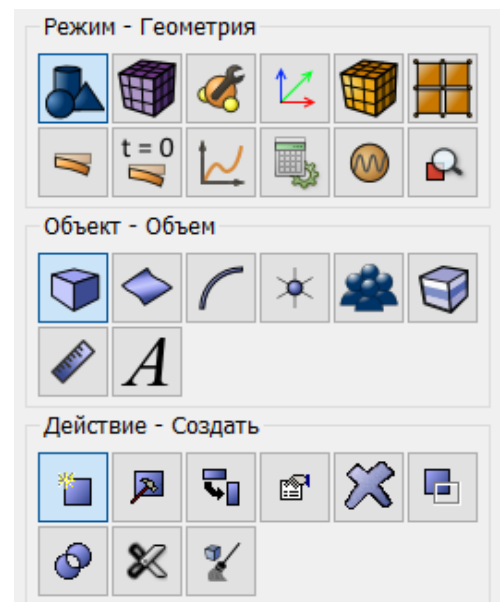 Режим - Геометрия
t = 0
Объект - Объем
A
Действие - Создать